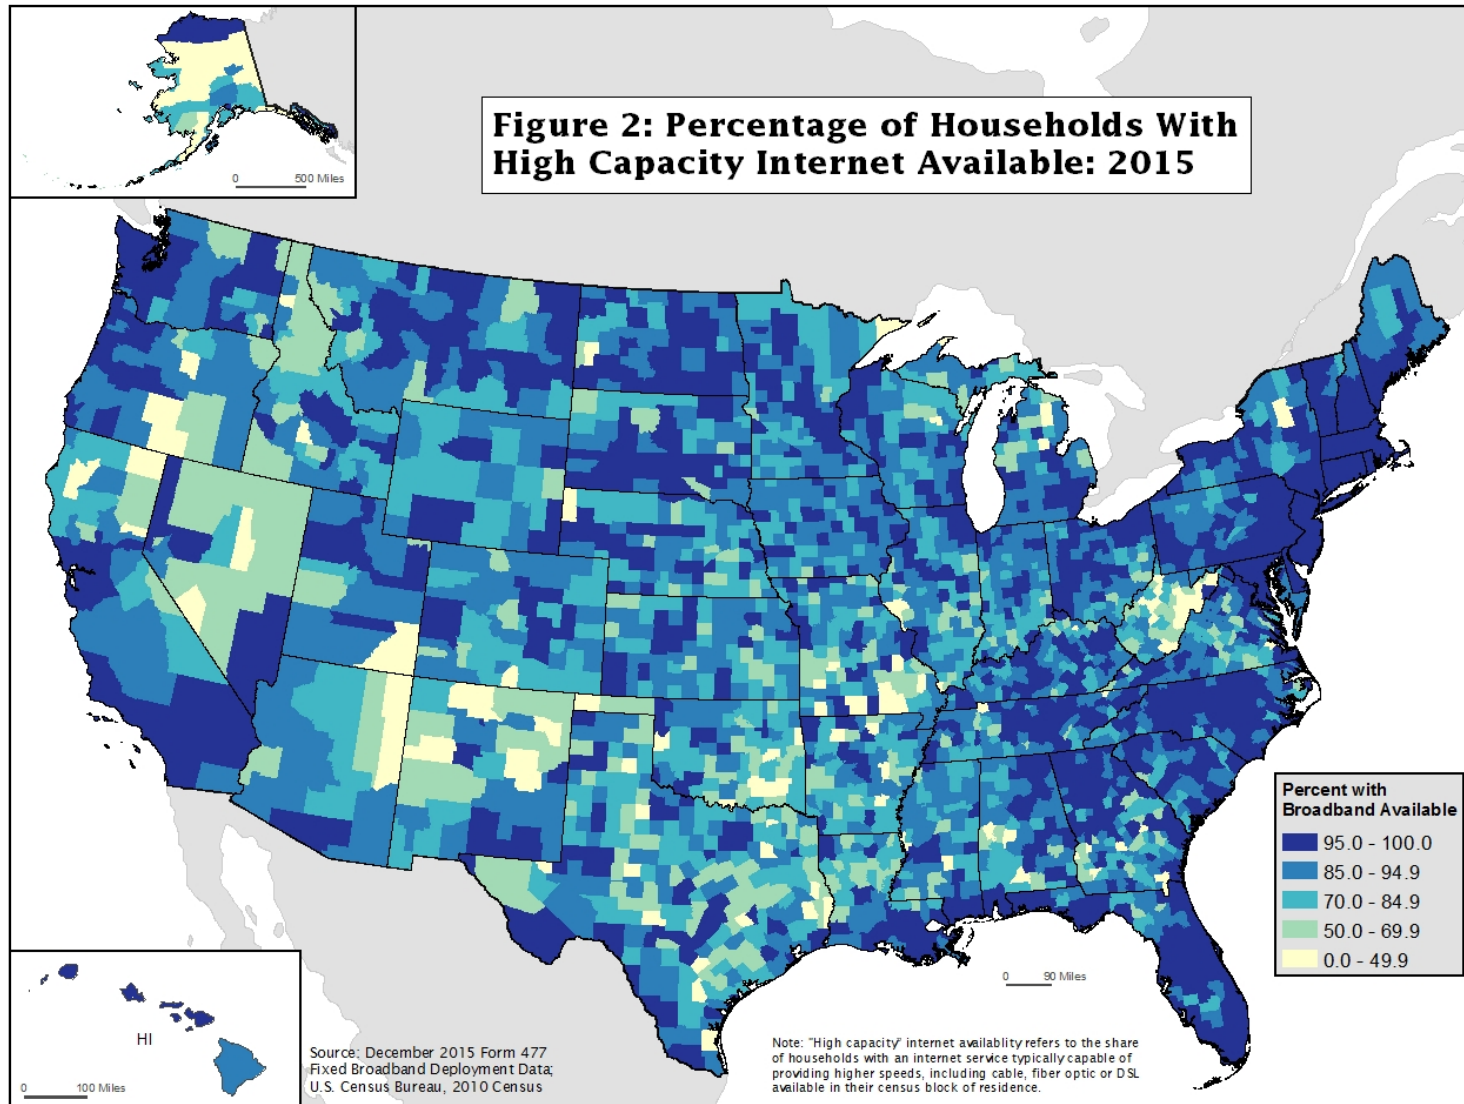 0 500 Miles
Figure 2: Percentage of Households With
High Capacity Internet Available: 2015
Percent with
Broadband Available
95.0 - 100.0
85.0 - 94.9
70.0 - 84.9
50.0 - 69.9
0.0 - 49.9
0 90 Miles
HI
0 100 Miles
Source: December 2015 Form 477
Fixed Broadband Deployment Data;
U.S. Census Bureau, 2010 Census
Note: "High capacity" internet availablity refers to the share
of households with an internet service typically capable of
providing higher speeds, including cable, fiber optic or DSL
available in their census block of residence.